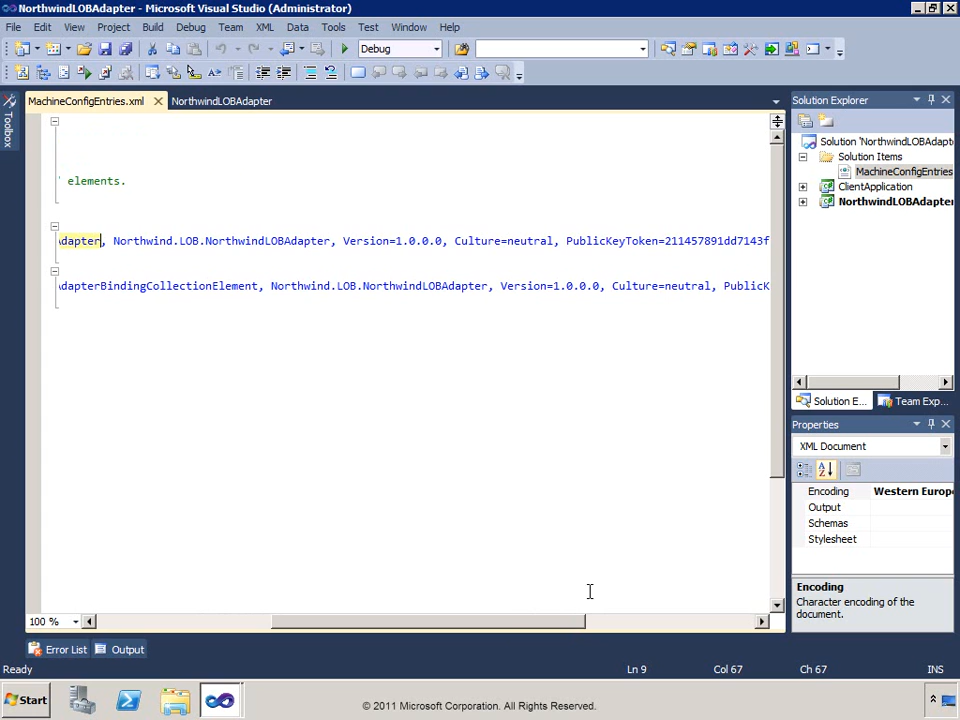 NorthwindLOBAdapter - Microsoft Visual Studio (Administrator)
File Edit View Project Build Debug Team XML Data Tools Test Window Help
Debug
MachineConfigEntries.xml NorthwindLOBAdapter
Toolbox
' elements.
Adapter, Northwind.LOB.NorthwindLOBAdapter, Version=1.0.0.0, Culture=neutral, PublicKeyToken=211457891dd7143f
AdapterBindingCollectionElement, Northwind.LOB.NorthwindLOBAdapter, Version=1.0.0.0, Culture=neutral, PublicK
100 %
Solution Explorer
Solution 'NorthwindLOBAdapt
Solution Items
MachineConfigEntries
ClientApplication
NorthwindLOBAdapter
Solution E... Team Exp...
Properties
XML Document
Encoding Western Europe
Output
Schemas
Stylesheet
Encoding
Character encoding of the
document.
Error List Output
Ready Ln 9 Col 67 Ch 67 INS
Start
© 2011 Microsoft Corporation. All Rights Reserved.